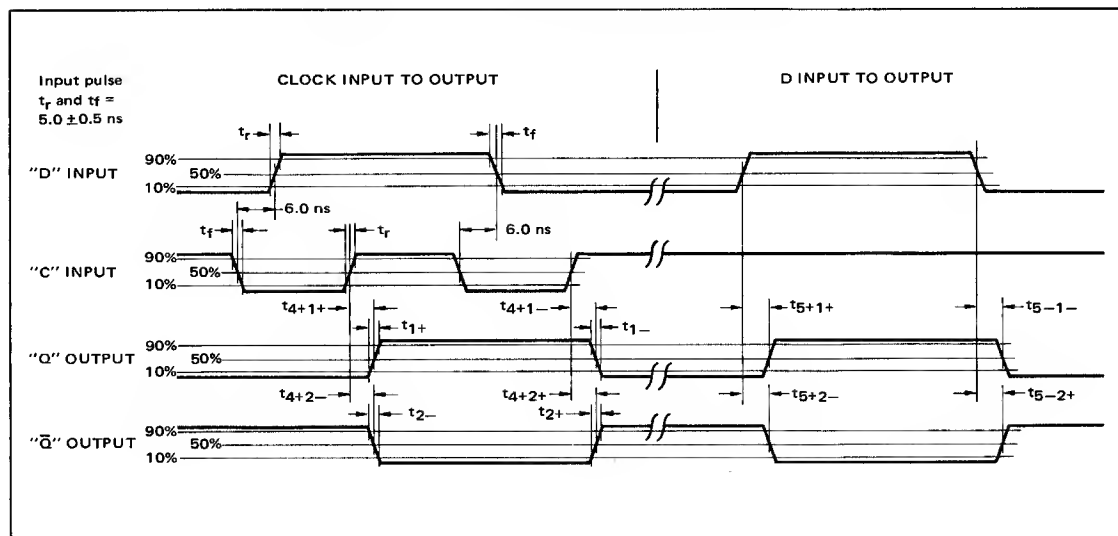 Input pulse
tr and tf =
5.0 ±0.5 ns
CLOCK INPUT TO OUTPUT
D INPUT TO OUTPUT
tr
tf
"D" INPUT
90%
50%
10%
6.0 ns
6.0 ns
tf
tr
"C" INPUT
90%
50%
10%
t4+1+
t4+1−
t5+1+
t5−1−
t1+
t1−
"Q" OUTPUT
90%
50%
10%
t4+2−
t4+2+
t5+2−
t5−2+
t2−
t2+
"Q̅" OUTPUT
90%
50%
10%